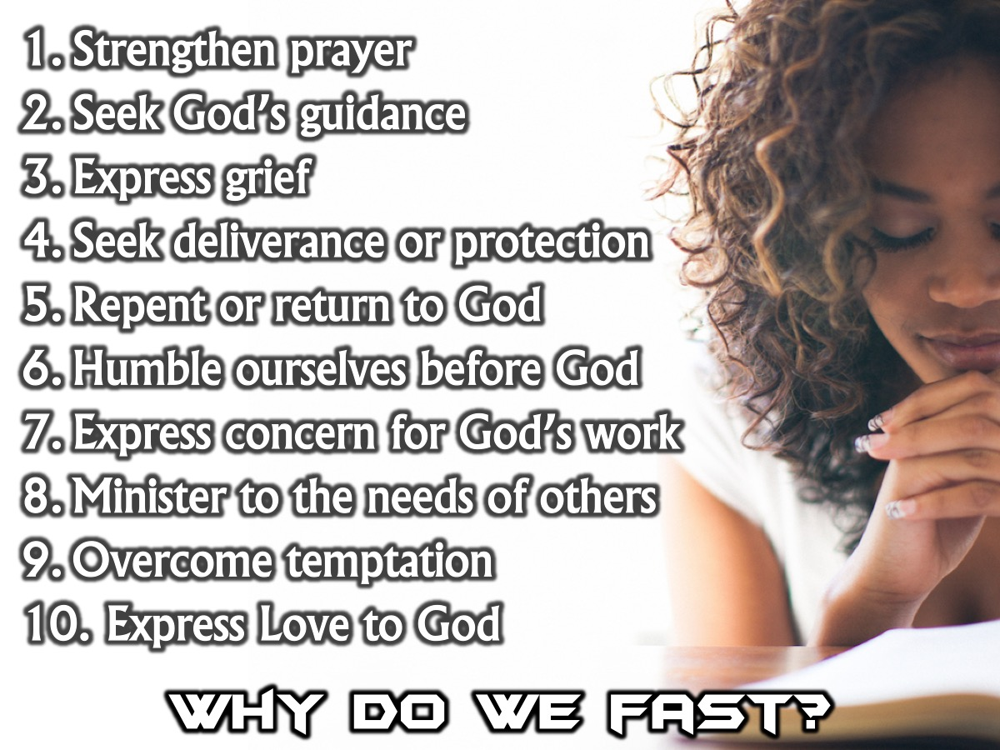 1. Strengthen prayer
2. Seek God’s guidance
3. Express grief
4. Seek deliverance or protection
5. Repent or return to God
6. Humble ourselves before God
7. Express concern for God’s work
8. Minister to the needs of others
9. Overcome temptation
10. Express Love to God
WHY DO WE FAST?